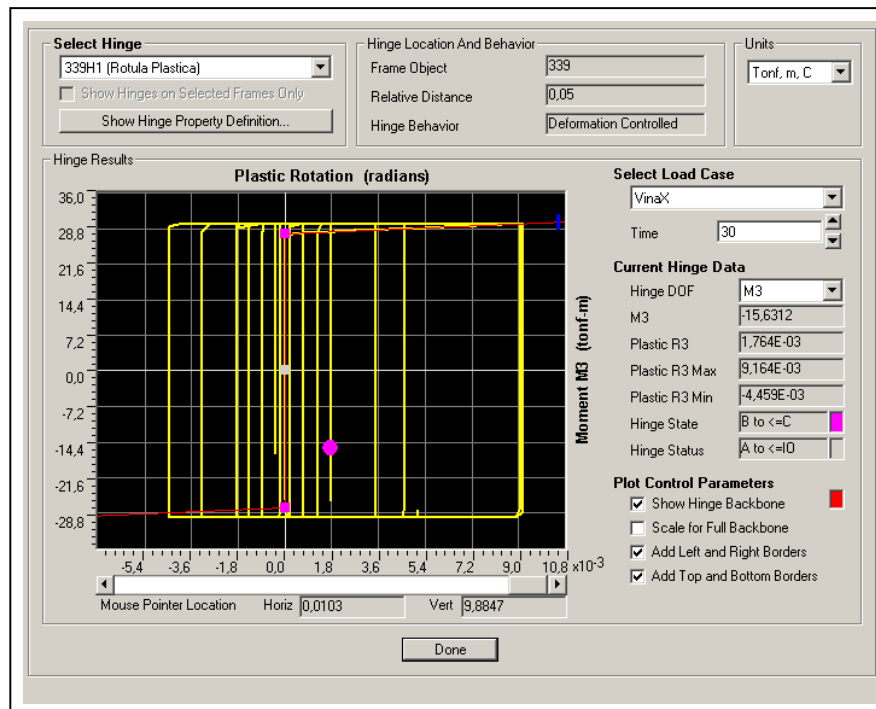 Select Hinge
339H1 (Rotula Plastica)
Show Hinges on Selected Frames Only
Show Hinge Property Definition...
Hinge Location And Behavior
Frame Object 339
Relative Distance 0,05
Hinge Behavior Deformation Controlled
Units
Tonf, m, C
Hinge Results
Plastic Rotation (radians)
36,0
28,8
21,6
14,4
7,2
0,0
-7,2
-14,4
-21,6
-28,8
-5,4 -3,6 -1,8 0,0 1,8 3,6 5,4 7,2 9,0 10,8 x10 -3
Moment M3 (tonf-m)
Mouse Pointer Location Horiz 0,0103 Vert 9,8847
Select Load Case
VinaX
Time 30
Current Hinge Data
Hinge DOF M3
M3 -15,6312
Plastic R3 1,764E-03
Plastic R3 Max 9,164E-03
Plastic R3 Min -4,459E-03
Hinge State B to <=C
Hinge Status A to <=IO
Plot Control Parameters
Show Hinge Backbone
Scale for Full Backbone
Add Left and Right Borders
Add Top and Bottom Borders
Done